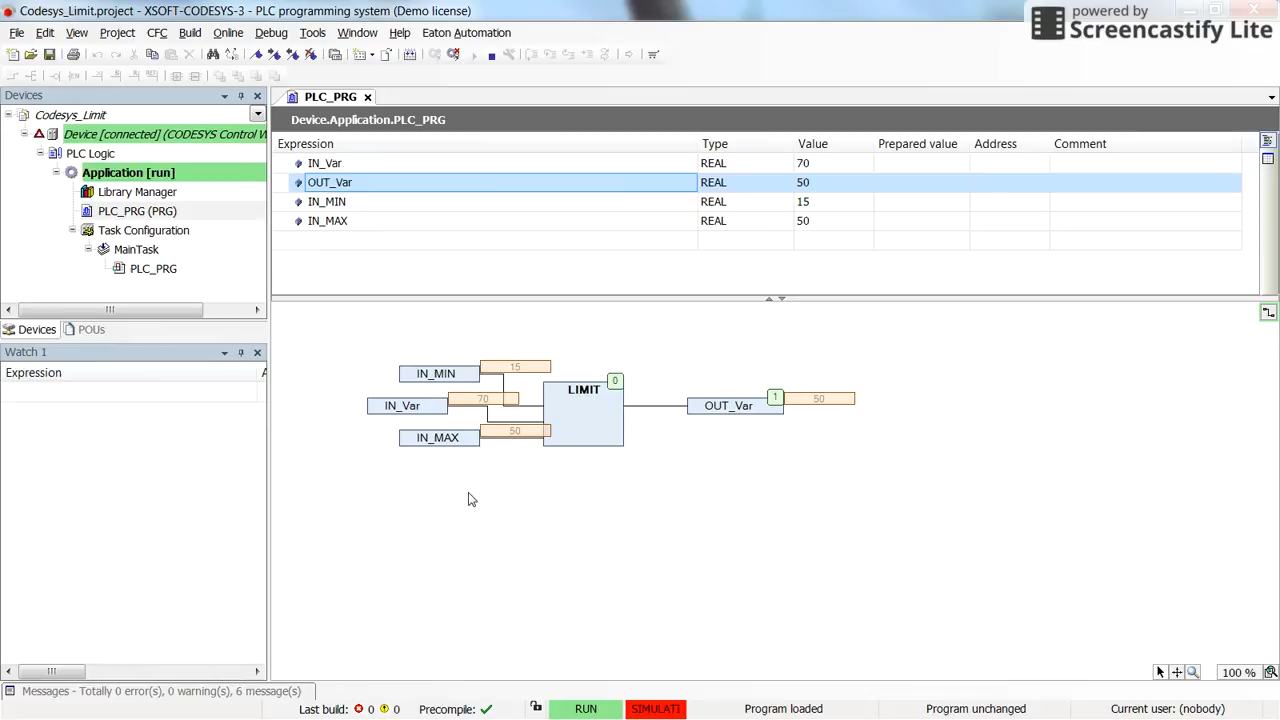 Codesys_Limit.project - XSOFT-CODESYS-3 - PLC programming system (Demo license)
powered by
Screencastify Lite
File Edit View Project CFC Build Online Debug Tools Window Help Eaton Automation
Devices
PLC_PRG
Codesys_Limit
Device [connected] (CODESYS Control W
PLC Logic
Application [run]
Library Manager
PLC_PRG (PRG)
Task Configuration
MainTask
PLC_PRG
Devices POUs
Watch 1
Expression
Device.Application.PLC_PRG
Expression Type Value Prepared value Address Comment
IN_Var REAL 70
OUT_Var REAL 50
IN_MIN REAL 15
IN_MAX REAL 50
IN_MIN 15
IN_Var 70
IN_MAX 50
LIMIT 0
OUT_Var 1 50
100 %
Messages - Totally 0 error(s), 0 warning(s), 6 message(s)
Last build: 0 0 Precompile: RUN SIMULATI Program loaded Program unchanged Current user: (nobody)